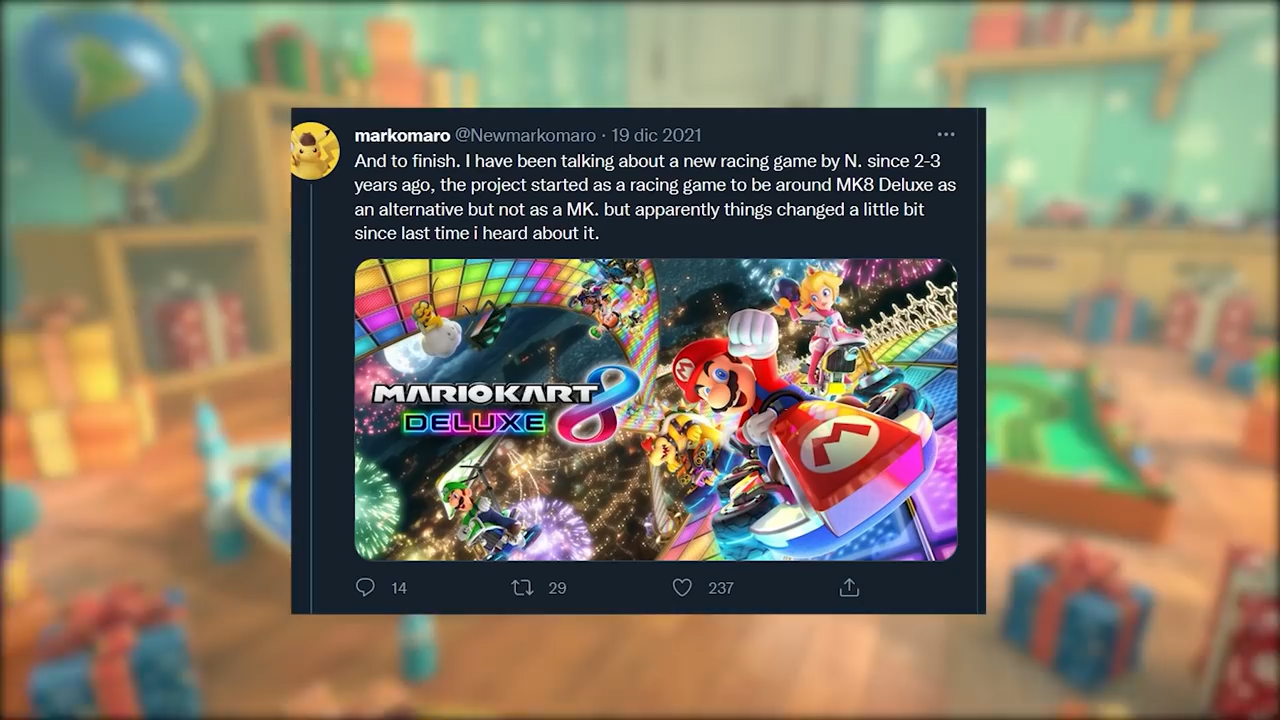 markomaro @Newmarkomaro · 19 dic 2021
And to finish. I have been talking about a new racing game by N. since 2-3
years ago, the project started as a racing game to be around MK8 Deluxe as
an alternative but not as a MK. but apparently things changed a little bit
since last time i heard about it.
MARIOKART 8
DELUXE
14 29 237